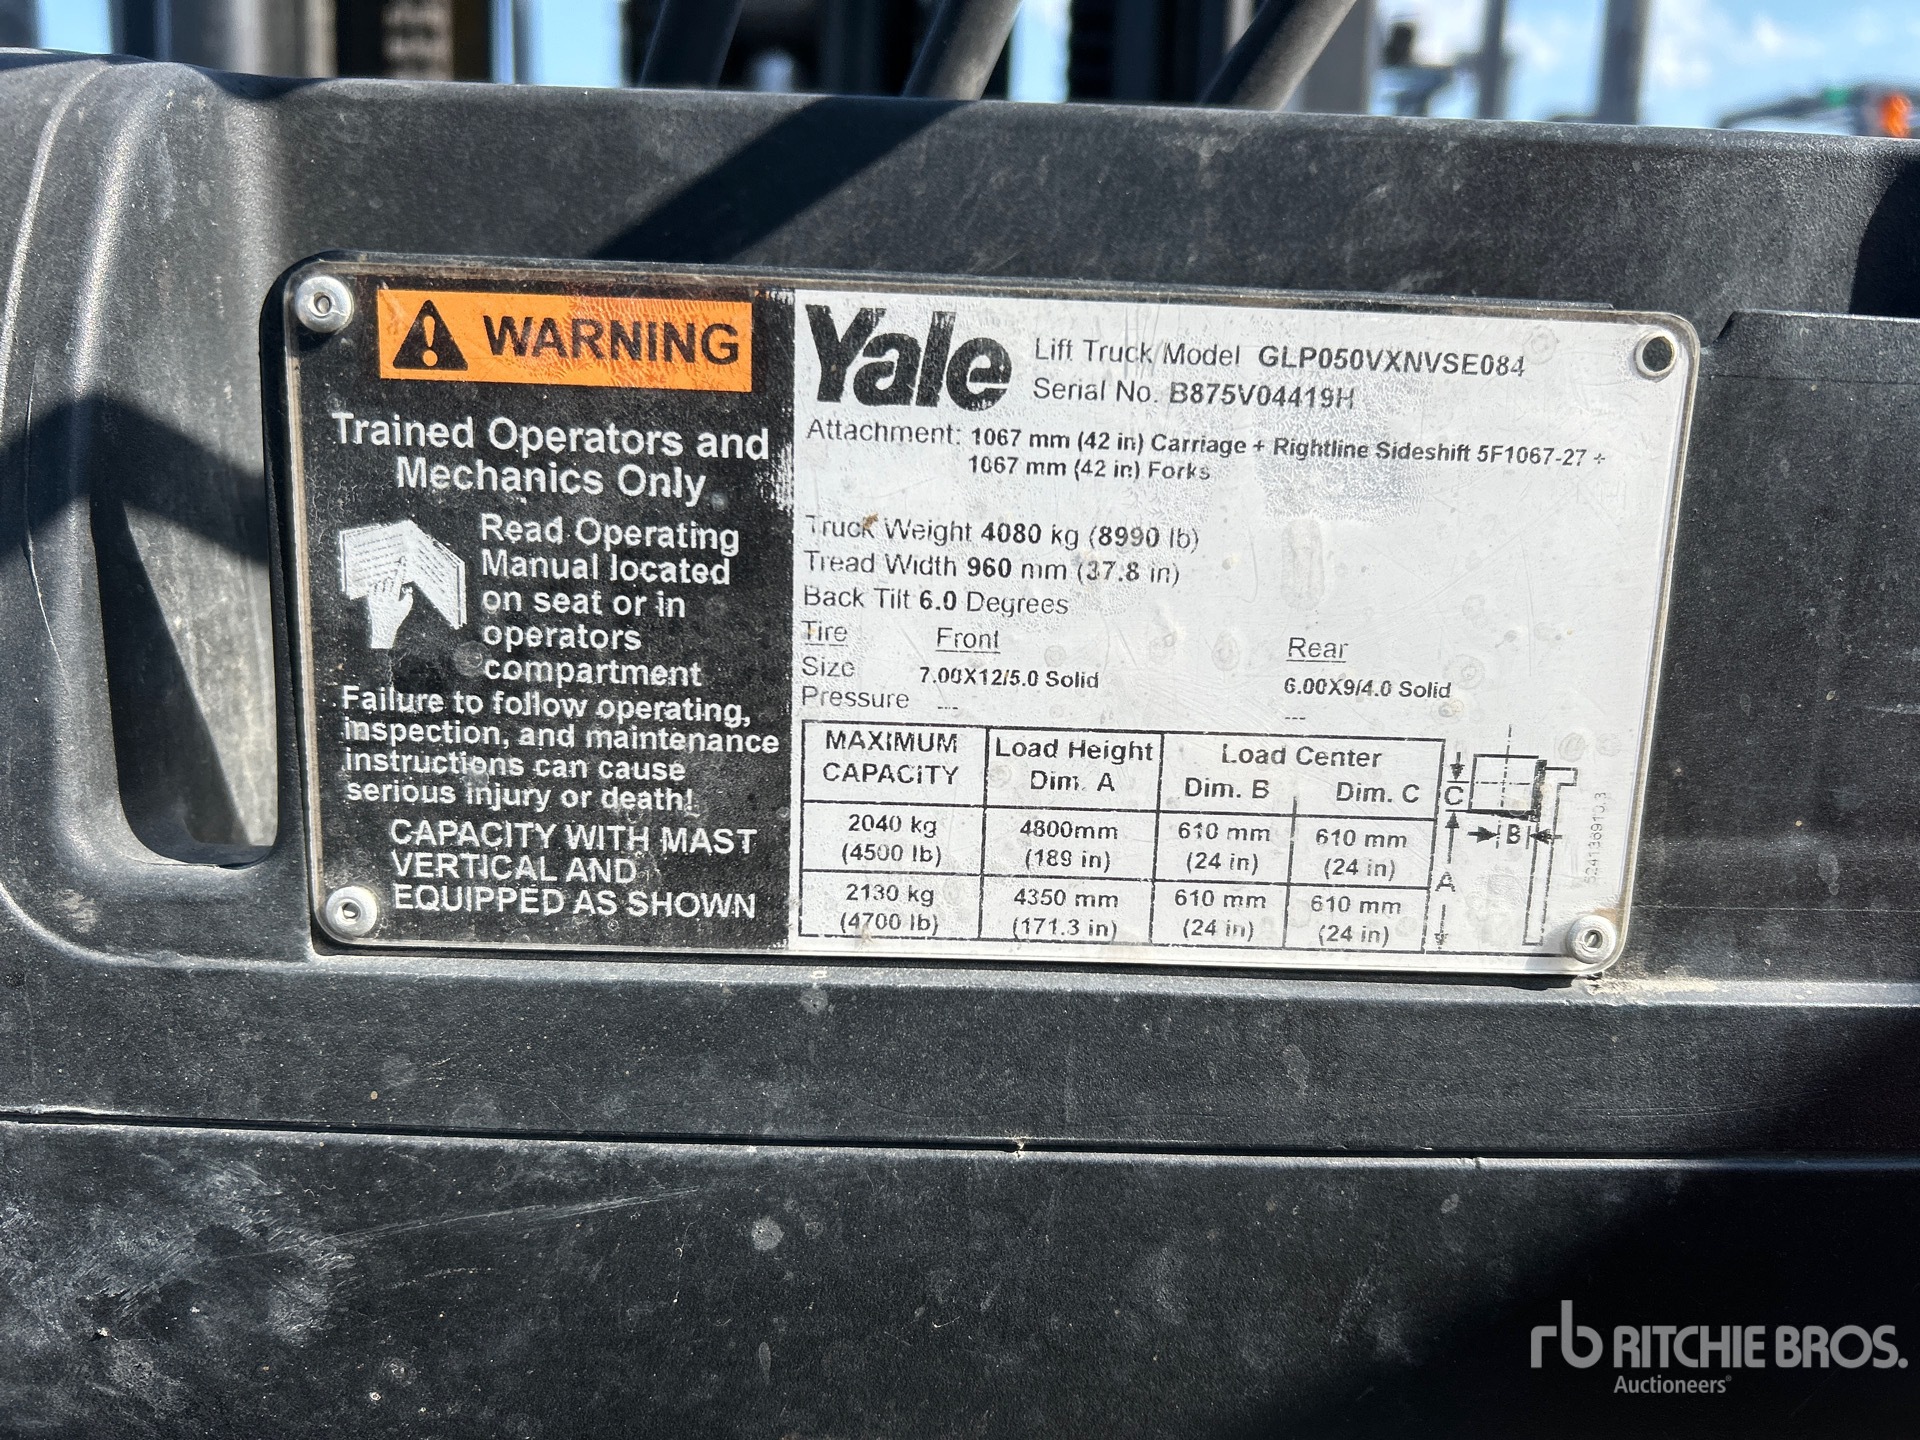 WARNING
Trained Operators and
Mechanics Only
Read Operating
Manual located
on seat or in
operators
compartment
Failure to follow operating,
inspection, and maintenance
instructions can cause
serious injury or death!
CAPACITY WITH MAST
VERTICAL AND
EQUIPPED AS SHOWN
Yale
Lift Truck Model GLP050VXNVSE084
Serial No. B875V04419H
Attachment: 1067 mm (42 in) Carriage + Rightline Sideshift 5F1067-27 +
1067 mm (42 in) Forks
Truck Weight 4080 kg (8990 lb)
Tread Width 960 mm (37.8 in)
Back Tilt 6.0 Degrees
Tire Front Rear
Size 7.00X12/5.0 Solid 6.00X9/4.0 Solid
Pressure --- ---
MAXIMUM CAPACITY Load Height Dim. A Load Center Dim. B Dim. C
2040 kg 4800mm 610 mm 610 mm
(4500 lb) (189 in) (24 in) (24 in)
2130 kg 4350 mm 610 mm 610 mm
(4700 lb) (171.3 in) (24 in) (24 in)
C
B
A
524136910.3
rb RITCHIE BROS.
Auctioneers